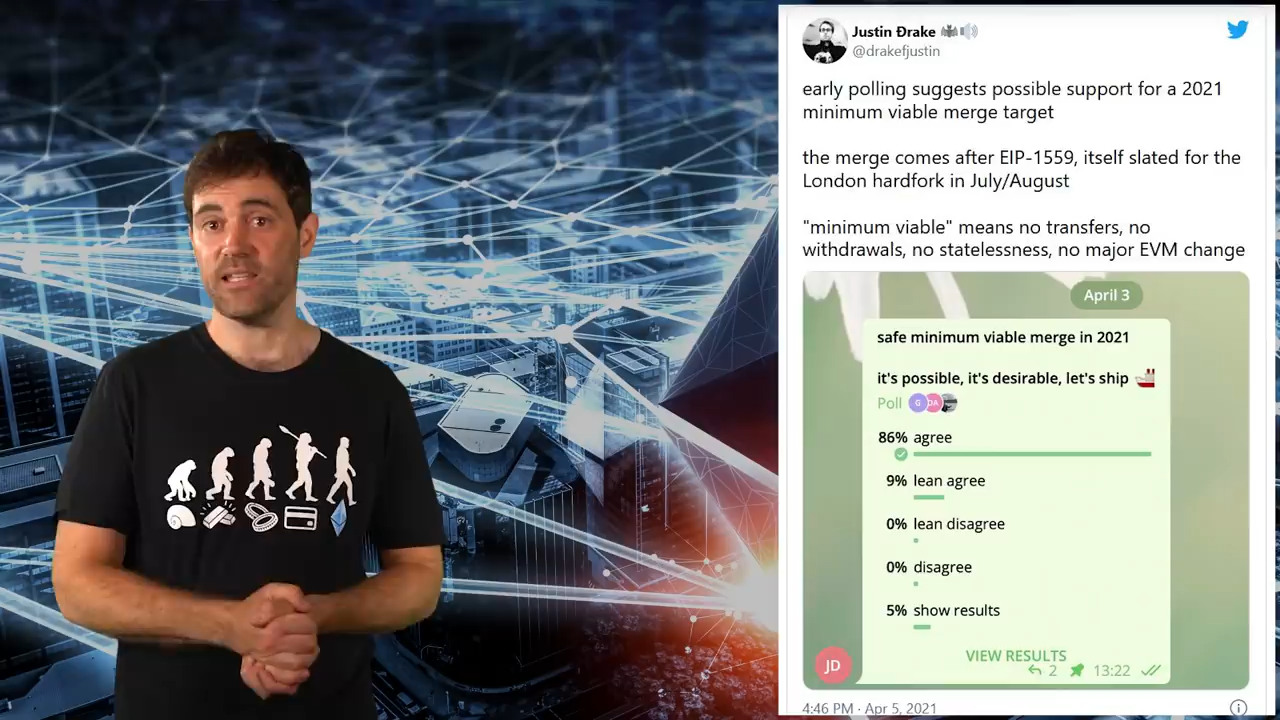 Justin Ðrake 🦇🔊
@drakefjustin
early polling suggests possible support for a 2021
minimum viable merge target
the merge comes after EIP-1559, itself slated for the
London hardfork in July/August
"minimum viable" means no transfers, no
withdrawals, no statelessness, no major EVM change
April 3
safe minimum viable merge in 2021
it's possible, it's desirable, let's ship 🚢
Poll G DA
86% agree
9% lean agree
0% lean disagree
0% disagree
5% show results
VIEW RESULTS
2 13:22
JD
4:46 PM · Apr 5, 2021